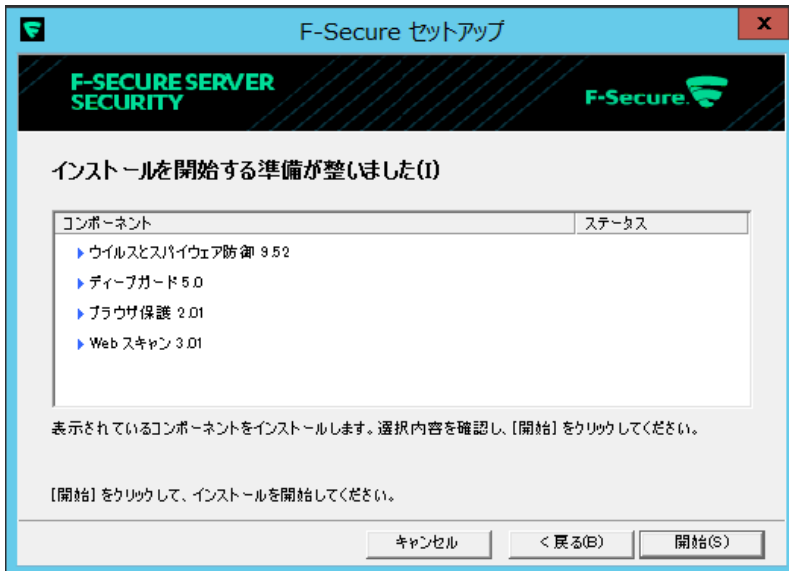 F-Secure セットアップ
x
F-SECURE SERVER
SECURITY
F-Secure.
インストールを開始する準備が整いました(I)
コンポーネント ステータス
ウイルスとスパイウェア防御 9.52
ディープガード 5.0
ブラウザ保護 2.01
Web スキャン 3.01
表示されているコンポーネントをインストールします。選択内容を確認し、[開始] をクリックしてください。
[開始] をクリックして、インストールを開始してください。
キャンセル < 戻る(B) 開始(S)